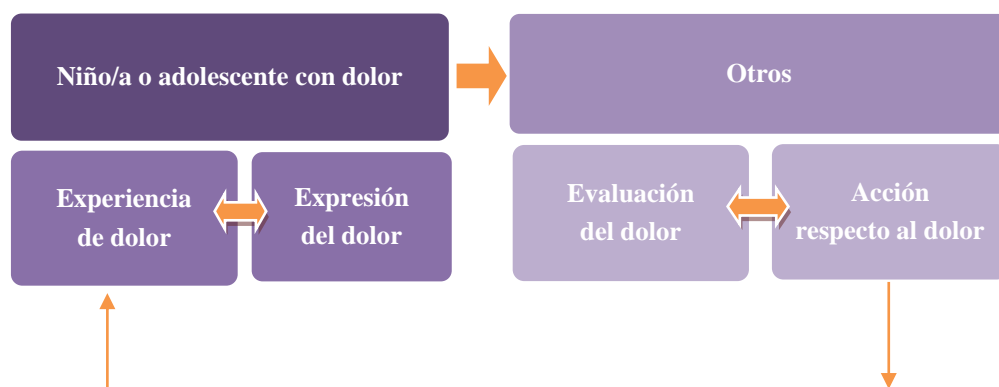 Niño/a o adolescente con dolor
Otros
Experiencia
de dolor
Expresión
del dolor
Evaluación
del dolor
Acción
respecto al dolor